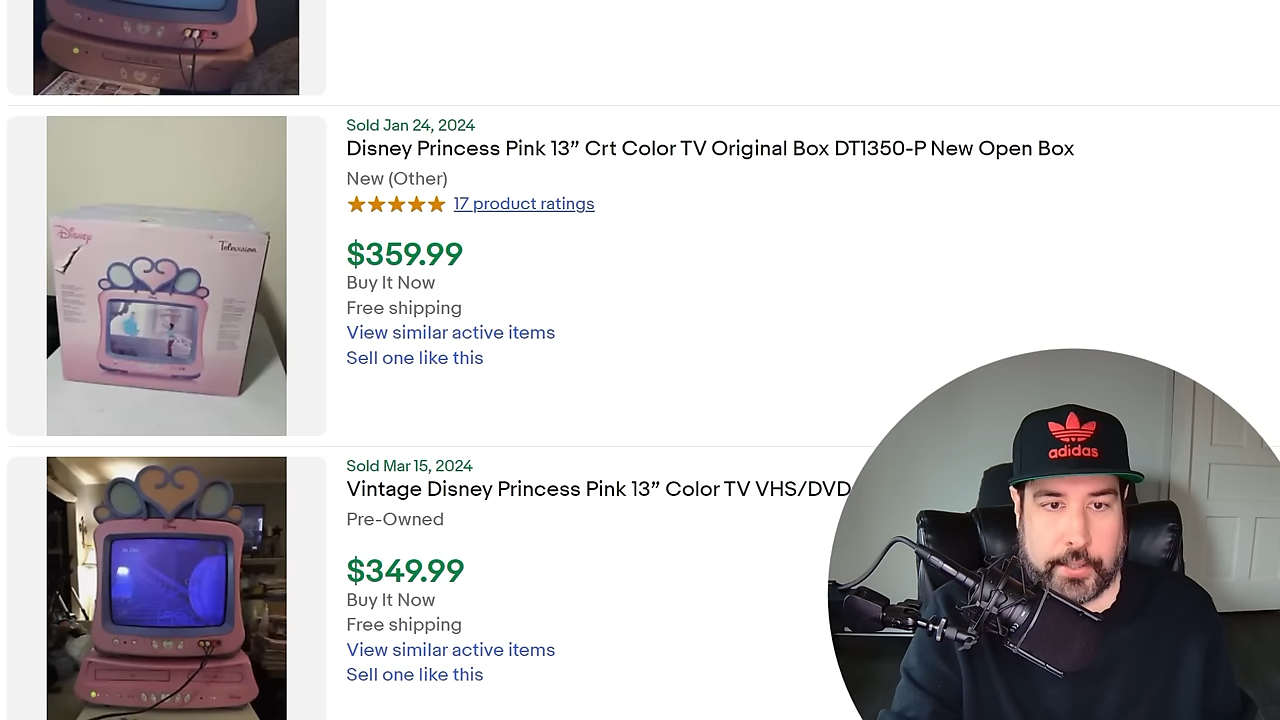 Sold Jan 24, 2024
Disney Princess Pink 13” Crt Color TV Original Box DT1350-P New Open Box
New (Other)
17 product ratings
$359.99
Buy It Now
Free shipping
View similar active items
Sell one like this
Disney
Television
Sold Mar 15, 2024
Vintage Disney Princess Pink 13” Color TV VHS/DVD
Pre-Owned
$349.99
Buy It Now
Free shipping
View similar active items
Sell one like this
adidas